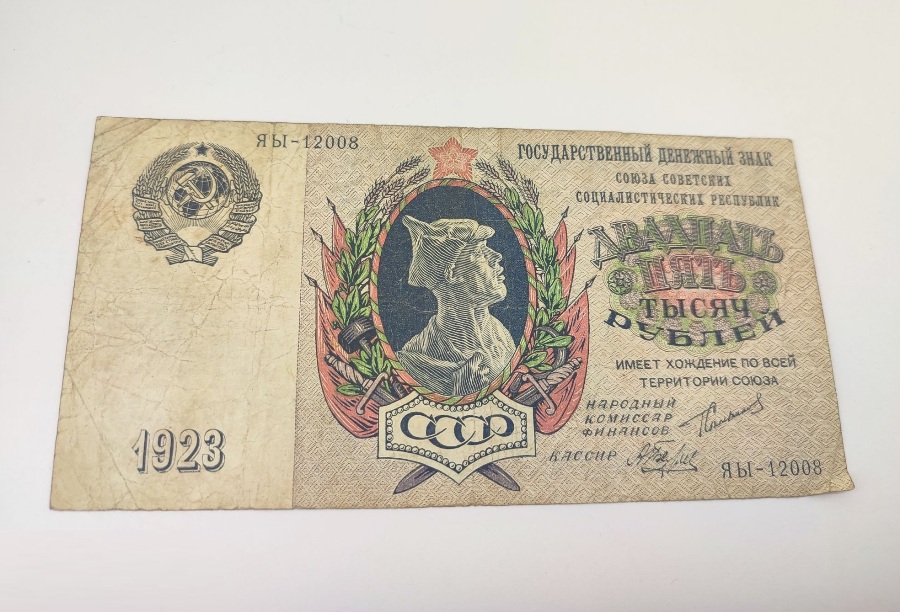 ЯЫ-12008
ГОСУДАРСТВЕННЫЙ ДЕНЕЖНЫЙ ЗНАК
СОЮЗА СОВЕТСКИХ
СОЦИАЛИСТИЧЕСКИХ РЕСПУБЛИК
ДВАДЦАТЬ
ПЯТЬ
ТЫСЯЧ
РУБЛЕЙ
ИМЕЕТ ХОЖДЕНИЕ ПО ВСЕЙ
ТЕРРИТОРИИ СОЮЗА
НАРОДНЫЙ
КОМИССАР
ФИНАНСОВ
КАССИР
ЯЫ-12008
СССР
1923